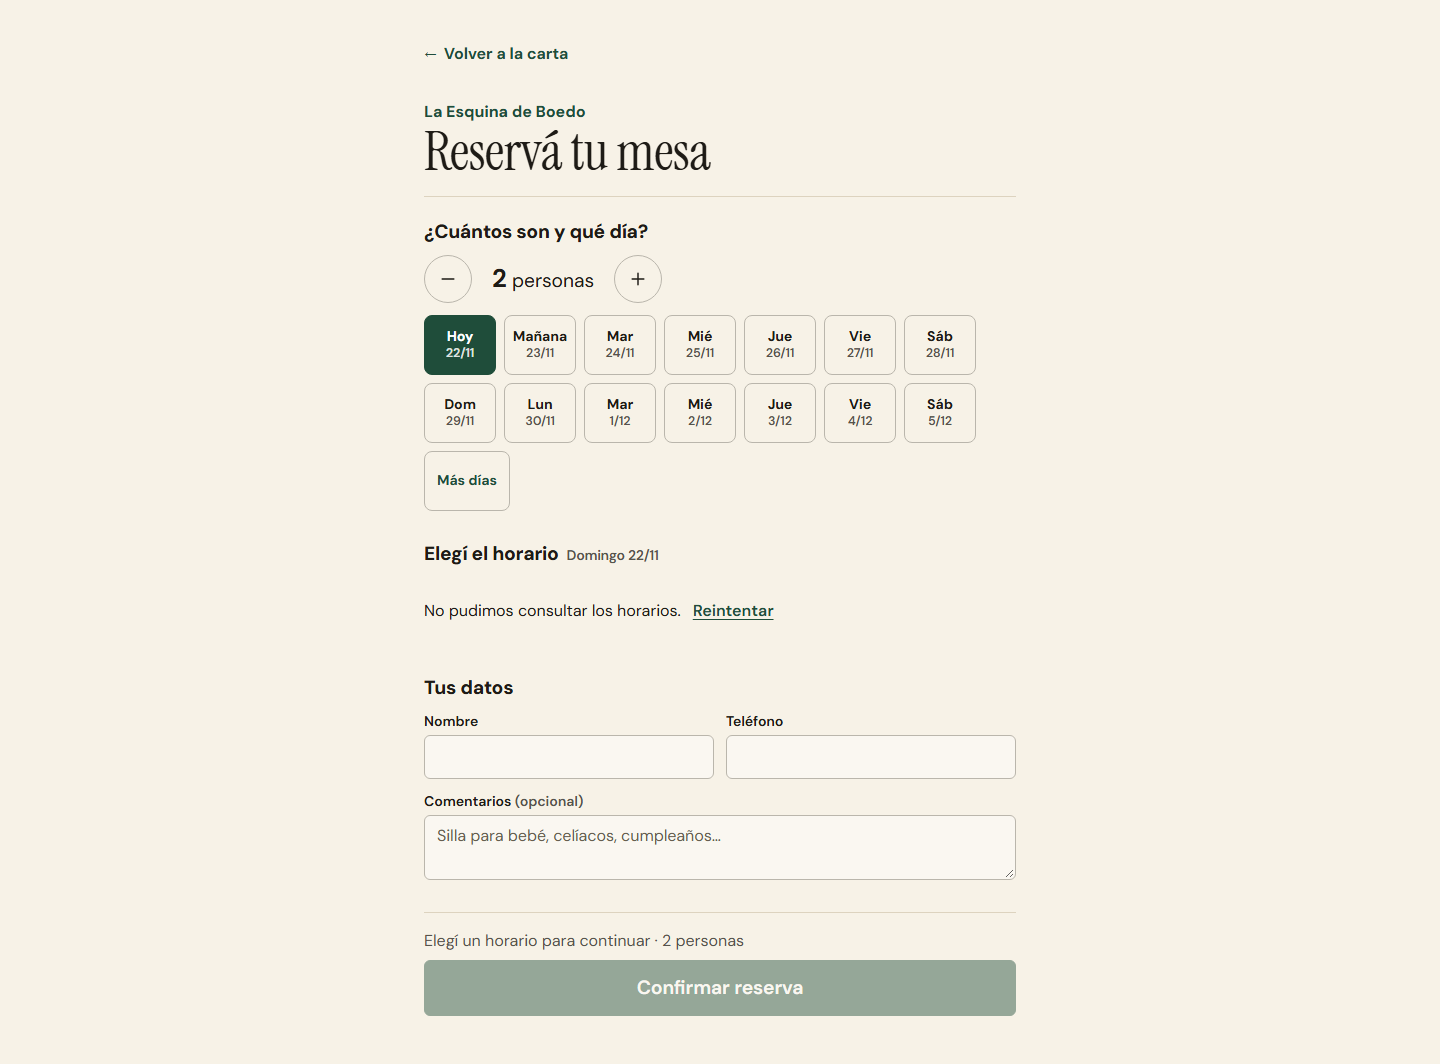 ← Volver a la carta
La Esquina de Boedo
Reservá tu mesa
¿Cuántos son y qué día?
− 2 personas +
Hoy Mañana Mar Mié Jue Vie Sáb
22/11 23/11 24/11 25/11 26/11 27/11 28/11
Dom Lun Mar Mié Jue Vie Sáb
29/11 30/11 1/12 2/12 3/12 4/12 5/12
Más días
Elegí el horario Domingo 22/11
No pudimos consultar los horarios. Reintentar
Tus datos
Nombre Teléfono
Comentarios (opcional)
Silla para bebé, celíacos, cumpleaños…
Elegí un horario para continuar · 2 personas
Confirmar reserva